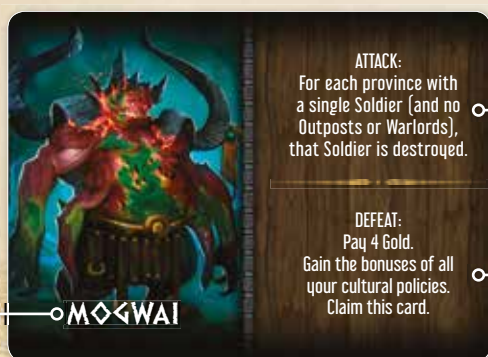 ATTACK:
For each province with
a single Soldier (and no
Outposts or Warlords),
that Soldier is destroyed.
DEFEAT:
Pay 4 Gold.
Gain the bonuses of all
your cultural policies.
Claim this card.
MOGWAI